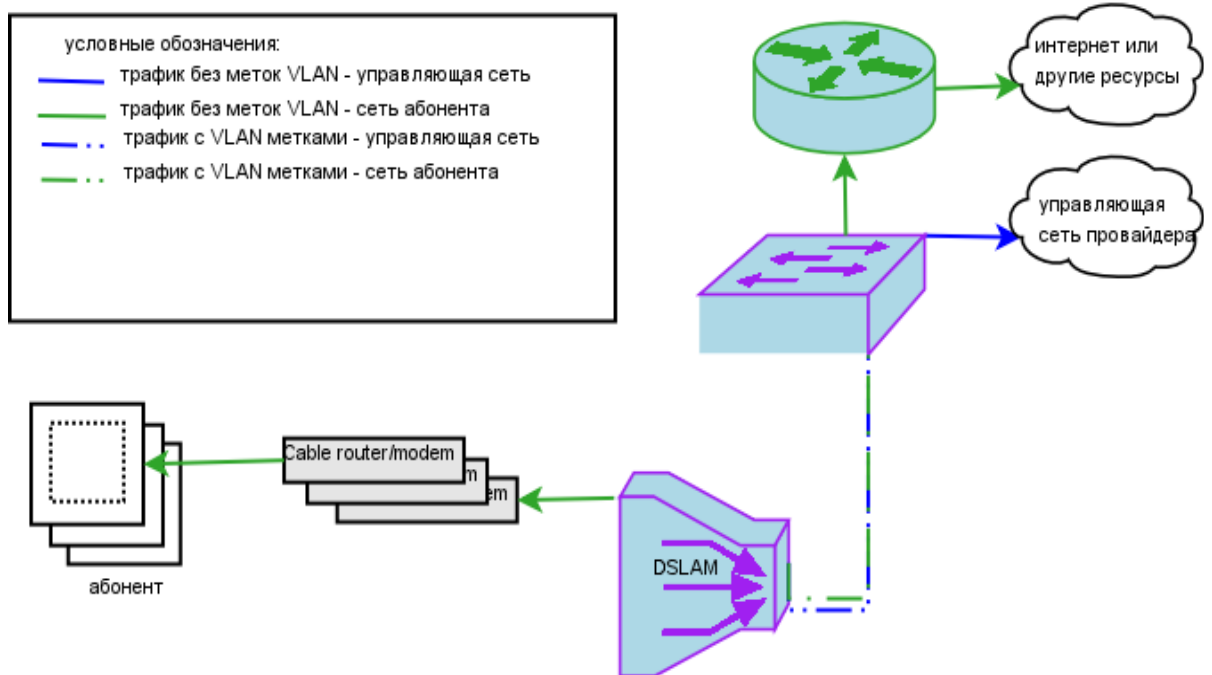 условные обозначения:
трафик без меток VLAN - управляющая сеть
трафик без меток VLAN - сеть абонента
трафик с VLAN метками - управляющая сеть
трафик с VLAN метками - сеть абонента
интернет или
другие ресурсы
управляющая
сеть провайдера
Cable router/modem
m
em
DSLAM
абонент